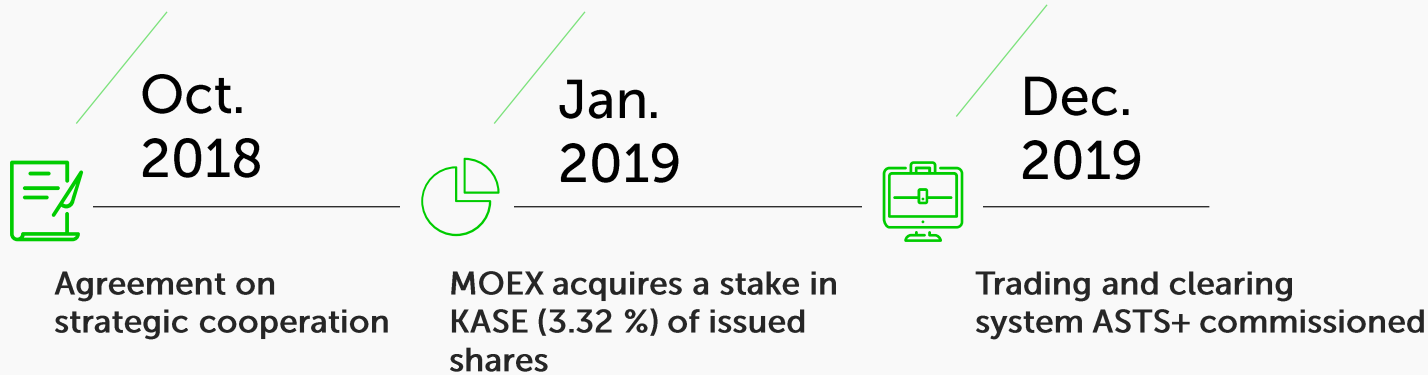 Oct.
2018
Agreement on
strategic cooperation
Jan.
2019
MOEX acquires a stake in
KASE (3.32 %) of issued
shares
Dec.
2019
Trading and clearing
system ASTS+ commissioned